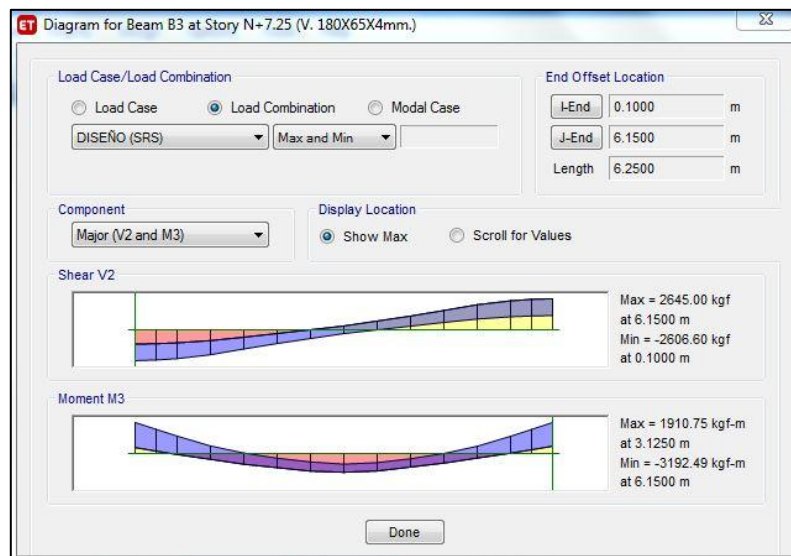 ET Diagram for Beam B3 at Story N+7.25 (V. 180X65X4mm.)
Load Case/Load Combination
Load Case Load Combination Modal Case
DISEÑO (SRS) Max and Min
End Offset Location
I-End 0.1000 m
J-End 6.1500 m
Length 6.2500 m
Component
Major (V2 and M3)
Display Location
Show Max Scroll for Values
Shear V2
Max = 2645.00 kgf
at 6.1500 m
Min = -2606.60 kgf
at 0.1000 m
Moment M3
Max = 1910.75 kgf-m
at 3.1250 m
Min = -3192.49 kgf-m
at 6.1500 m
Done